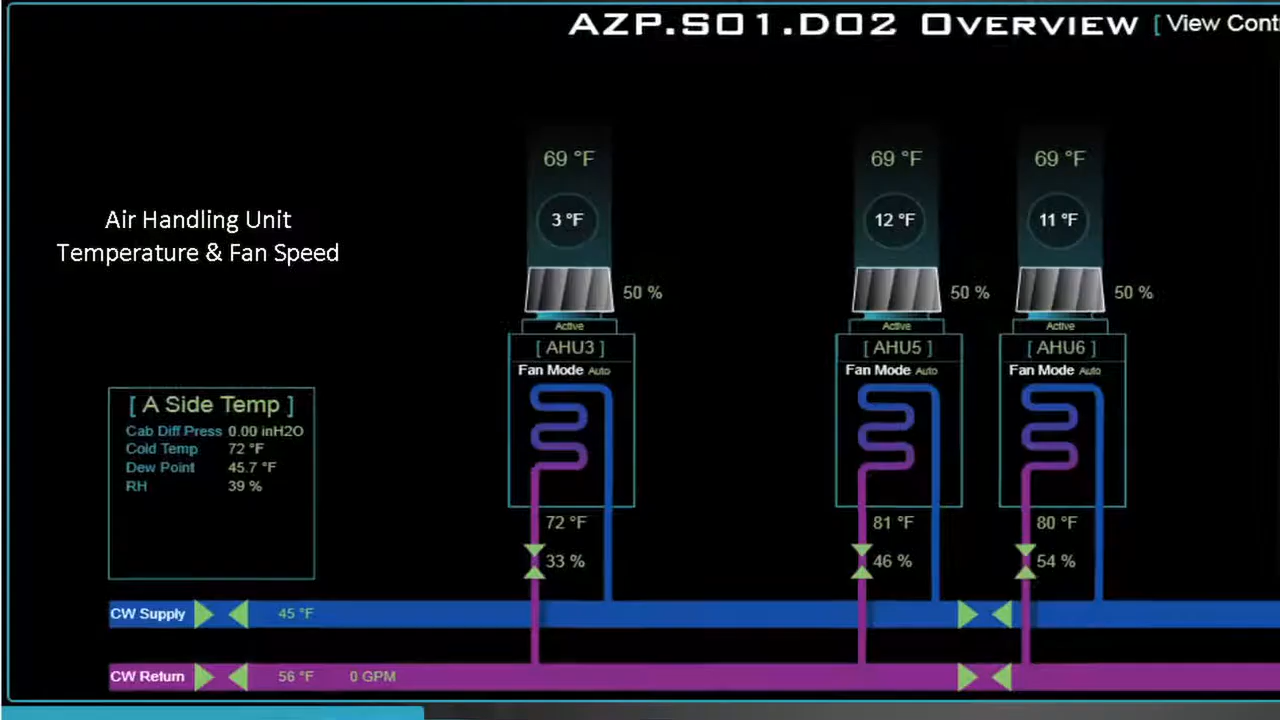 AZP.S01.D02 OVERVIEW [ View Cont
69 °F 69 °F 69 °F
3 °F 12 °F 11 °F
Air Handling Unit
Temperature & Fan Speed
50 % 50 % 50 %
Active Active Active
[ AHU3 ] [ AHU5 ] [ AHU6 ]
Fan Mode Auto Fan Mode Auto Fan Mode Auto
[ A Side Temp ]
Cab Diff Press 0.00 inH2O
Cold Temp 72 °F
Dew Point 45.7 °F
RH 39 %
72 °F 81 °F 80 °F
33 % 46 % 54 %
CW Supply 45 °F
CW Return 56 °F 0 GPM